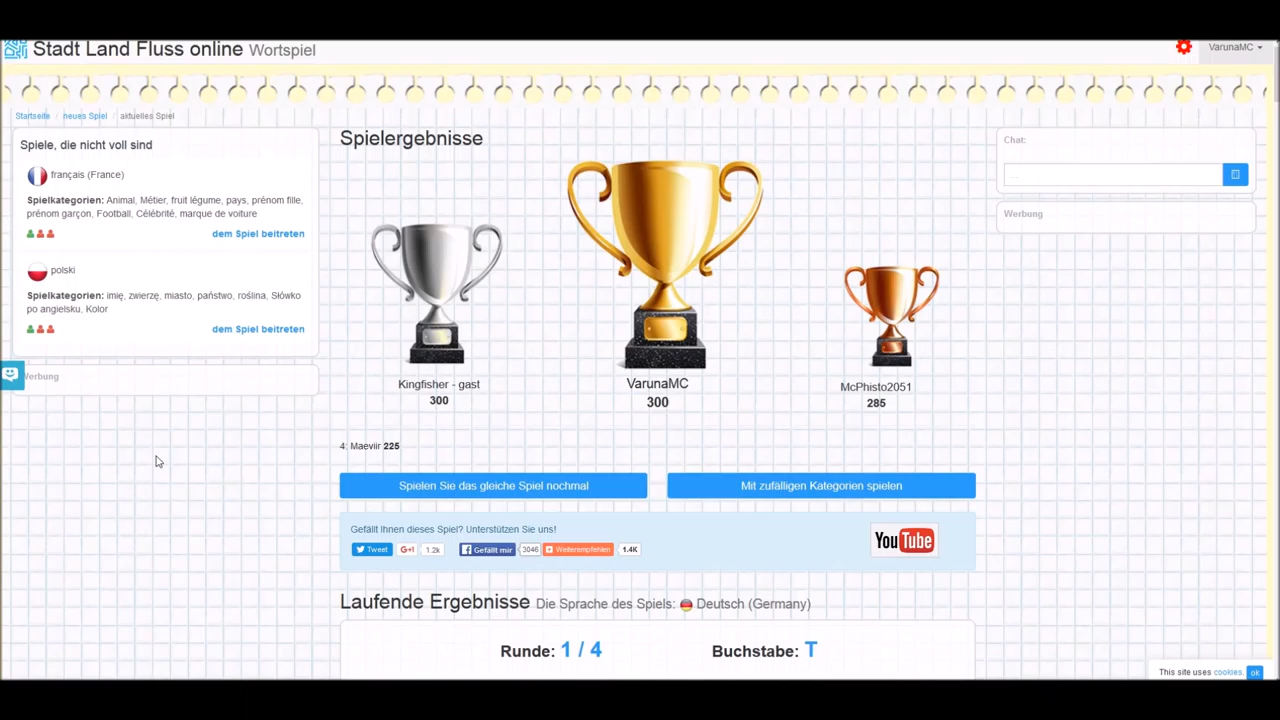 Stadt Land Fluss online Wortspiel
VarunaMC
Startseite / neues Spiel / aktuelles Spiel
Spiele, die nicht voll sind
français (France)
Spielkategorien: Animal, Métier, fruit légume, pays, prénom fille,
prénom garçon, Football, Célébrité, marque de voiture
dem Spiel beitreten
polski
Spielkategorien: imię, zwierzę, miasto, państwo, roślina, Słówko
po angielsku, Kolor
dem Spiel beitreten
Werbung
Spielergebnisse
Kingfisher - gast
300
VarunaMC
300
McPhisto2051
285
4: Maeviir 225
Spielen Sie das gleiche Spiel nochmal
Mit zufälligen Kategorien spielen
Gefällt Ihnen dieses Spiel? Unterstützen Sie uns!
Tweet
G+1
1.2k
Gefällt mir
3046
Weiterempfehlen
1.4K
YouTube
Laufende Ergebnisse Die Sprache des Spiels: Deutsch (Germany)
Runde: 1 / 4
Buchstabe: T
Chat:
...
Werbung
This site uses cookies. ok